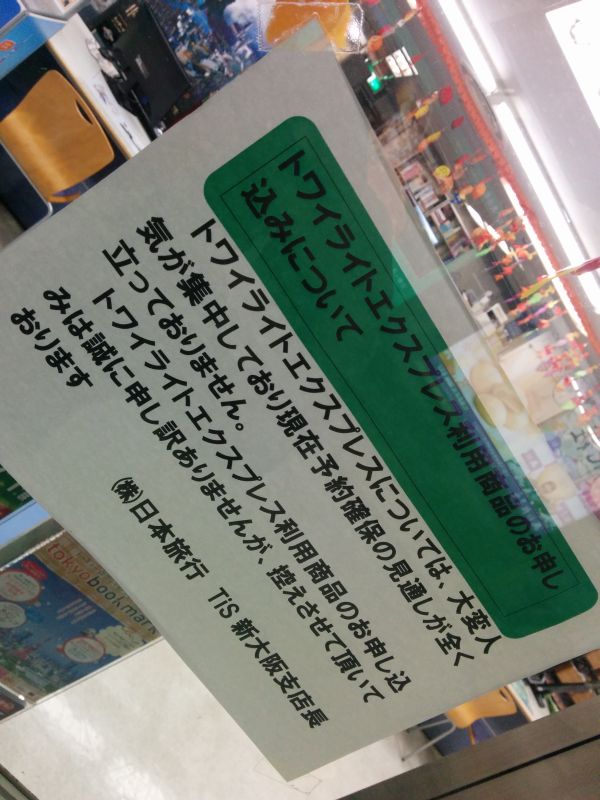 トワイライトエクスプレス利用商品のお申し
込みについて
トワイライトエクスプレスについては、大変人
気が集中しており現在予約確保の見通しが全く
立っておりません。
トワイライトエクスプレス利用商品のお申し込
みは誠に申し訳ありませんが、控えさせて頂いて
おります
㈱日本旅行　TiS 新大阪支店長
tokyobookmark